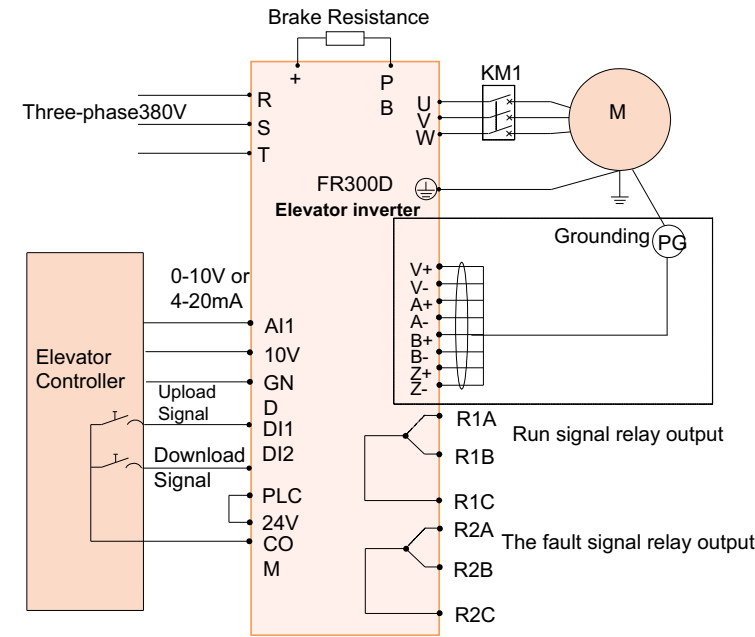 Brake Resistance
+
P
B
KM1
R
S
T
Three-phase380V
U
V
W
M
FR300D
Elevator inverter
Grounding
PG
V+
V-
A+
A-
B+
B-
Z+
Z-
0-10V or
4-20mA
Elevator
Controller
AI1
10V
GN
D
Upload
Signal
DI1
Download
Signal
DI2
PLC
24V
CO
M
R1A
Run signal relay output
R1B
R1C
R2A
The fault signal relay output
R2B
R2C